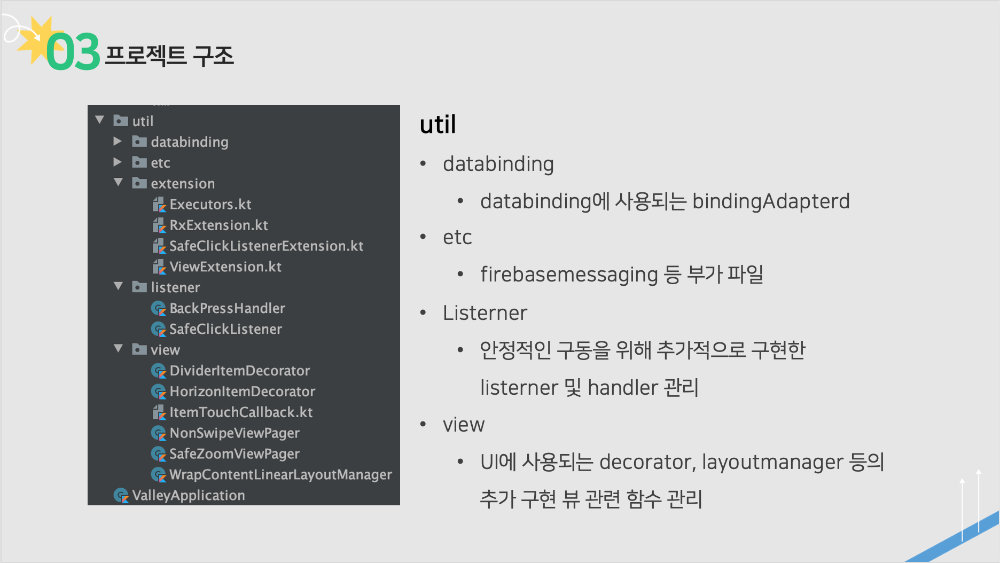 03 프로젝트 구조
util
databinding
etc
extension
Executors.kt
RxExtension.kt
SafeClickListenerExtension.kt
ViewExtension.kt
listener
BackPressHandler
SafeClickListener
view
DividerItemDecorator
HorizonItemDecorator
ItemTouchCallback.kt
NonSwipeViewPager
SafeZoomViewPager
WrapContentLinearLayoutManager
ValleyApplication
util
• databinding
• databinding에 사용되는 bindingAdapterd
• etc
• firebasemessaging 등 부가 파일
• Listerner
• 안정적인 구동을 위해 추가적으로 구현한
listerner 및 handler 관리
• view
• UI에 사용되는 decorator, layoutmanager 등의
추가 구현 뷰 관련 함수 관리